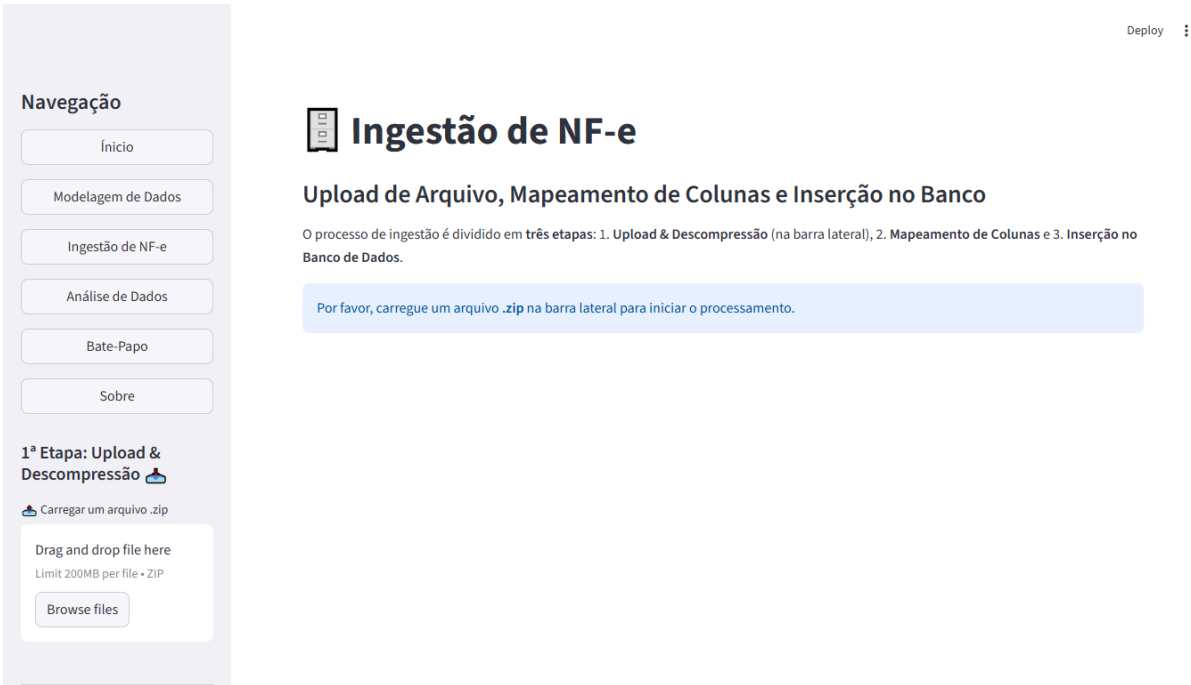 Deploy
Navegação
Ínicio
Modelagem de Dados
Ingestão de NF-e
Análise de Dados
Bate-Papo
Sobre
1ª Etapa: Upload &
Descompressão
Carregar um arquivo .zip
Drag and drop file here
Limit 200MB per file • ZIP
Browse files
Ingestão de NF-e
Upload de Arquivo, Mapeamento de Colunas e Inserção no Banco
O processo de ingestão é dividido em três etapas: 1. Upload & Descompressão (na barra lateral), 2. Mapeamento de Colunas e 3. Inserção no
Banco de Dados.
Por favor, carregue um arquivo .zip na barra lateral para iniciar o processamento.